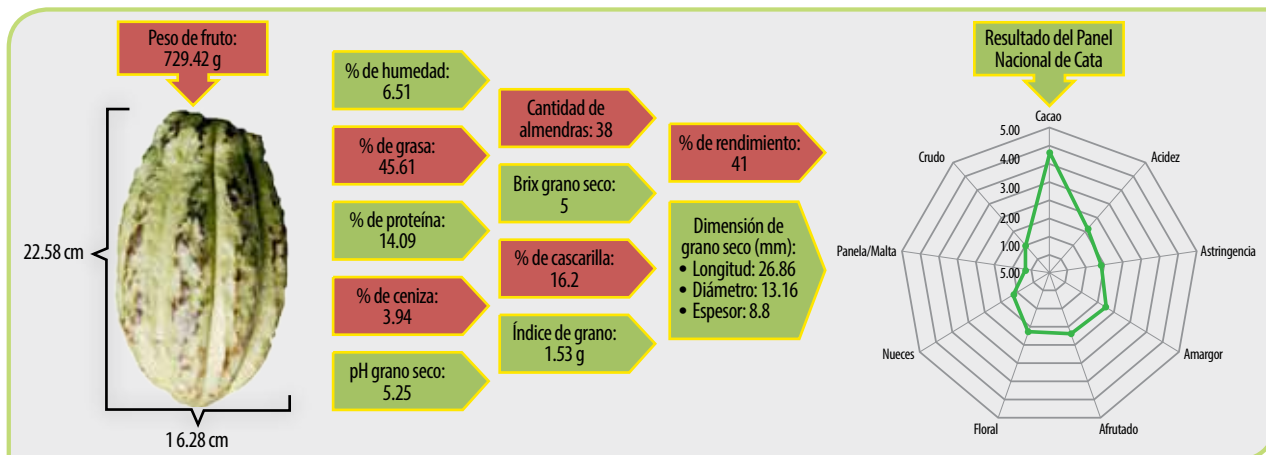 Peso de fruto:
729.42 g
22.58 cm
16.28 cm
% de humedad:
6.51
% de grasa:
45.61
% de proteína:
14.09
% de ceniza:
3.94
pH grano seco:
5.25
Cantidad de
almendras: 38
Brix grano seco:
5
% de cascarilla:
16.2
Índice de grano:
1.53 g
% de rendimiento:
41
Dimensión de
grano seco (mm):
• Longitud: 26.86
• Diámetro: 13.16
• Espesor: 8.8
Resultado del Panel
Nacional de Cata
Cacao
Acidez
Astringencia
Amargor
Afrutado
Floral
Nueces
Panela/Malta
Crudo
5.00
4.00
3.00
2.00
1.00
5.00